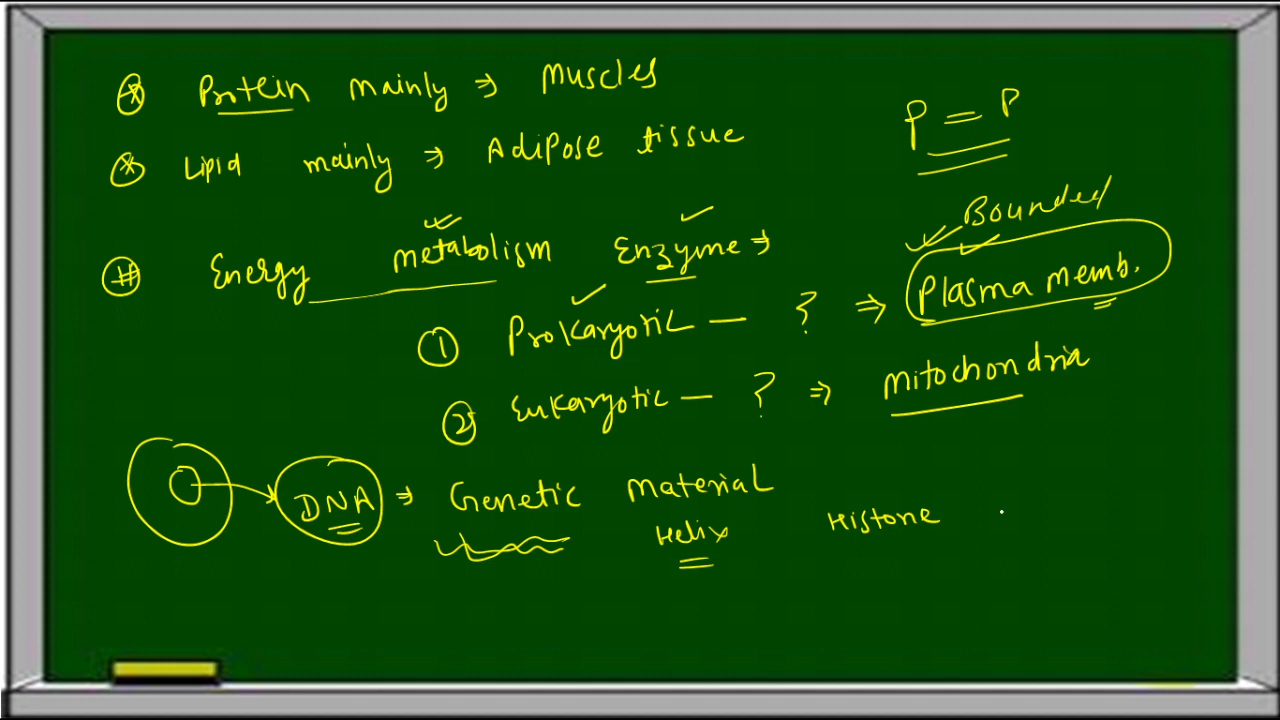 Protein mainly ⇒ Muscles
P = P
Lipid mainly ⇒ Adipose tissue
Bounded
# Energy metabolism Enzyme ⇒
① Prokaryotic — ? ⇒ Plasma memb.
② Eukaryotic — ? ⇒ Mitochondria
DNA ⇒ Genetic Material
Helix Histone